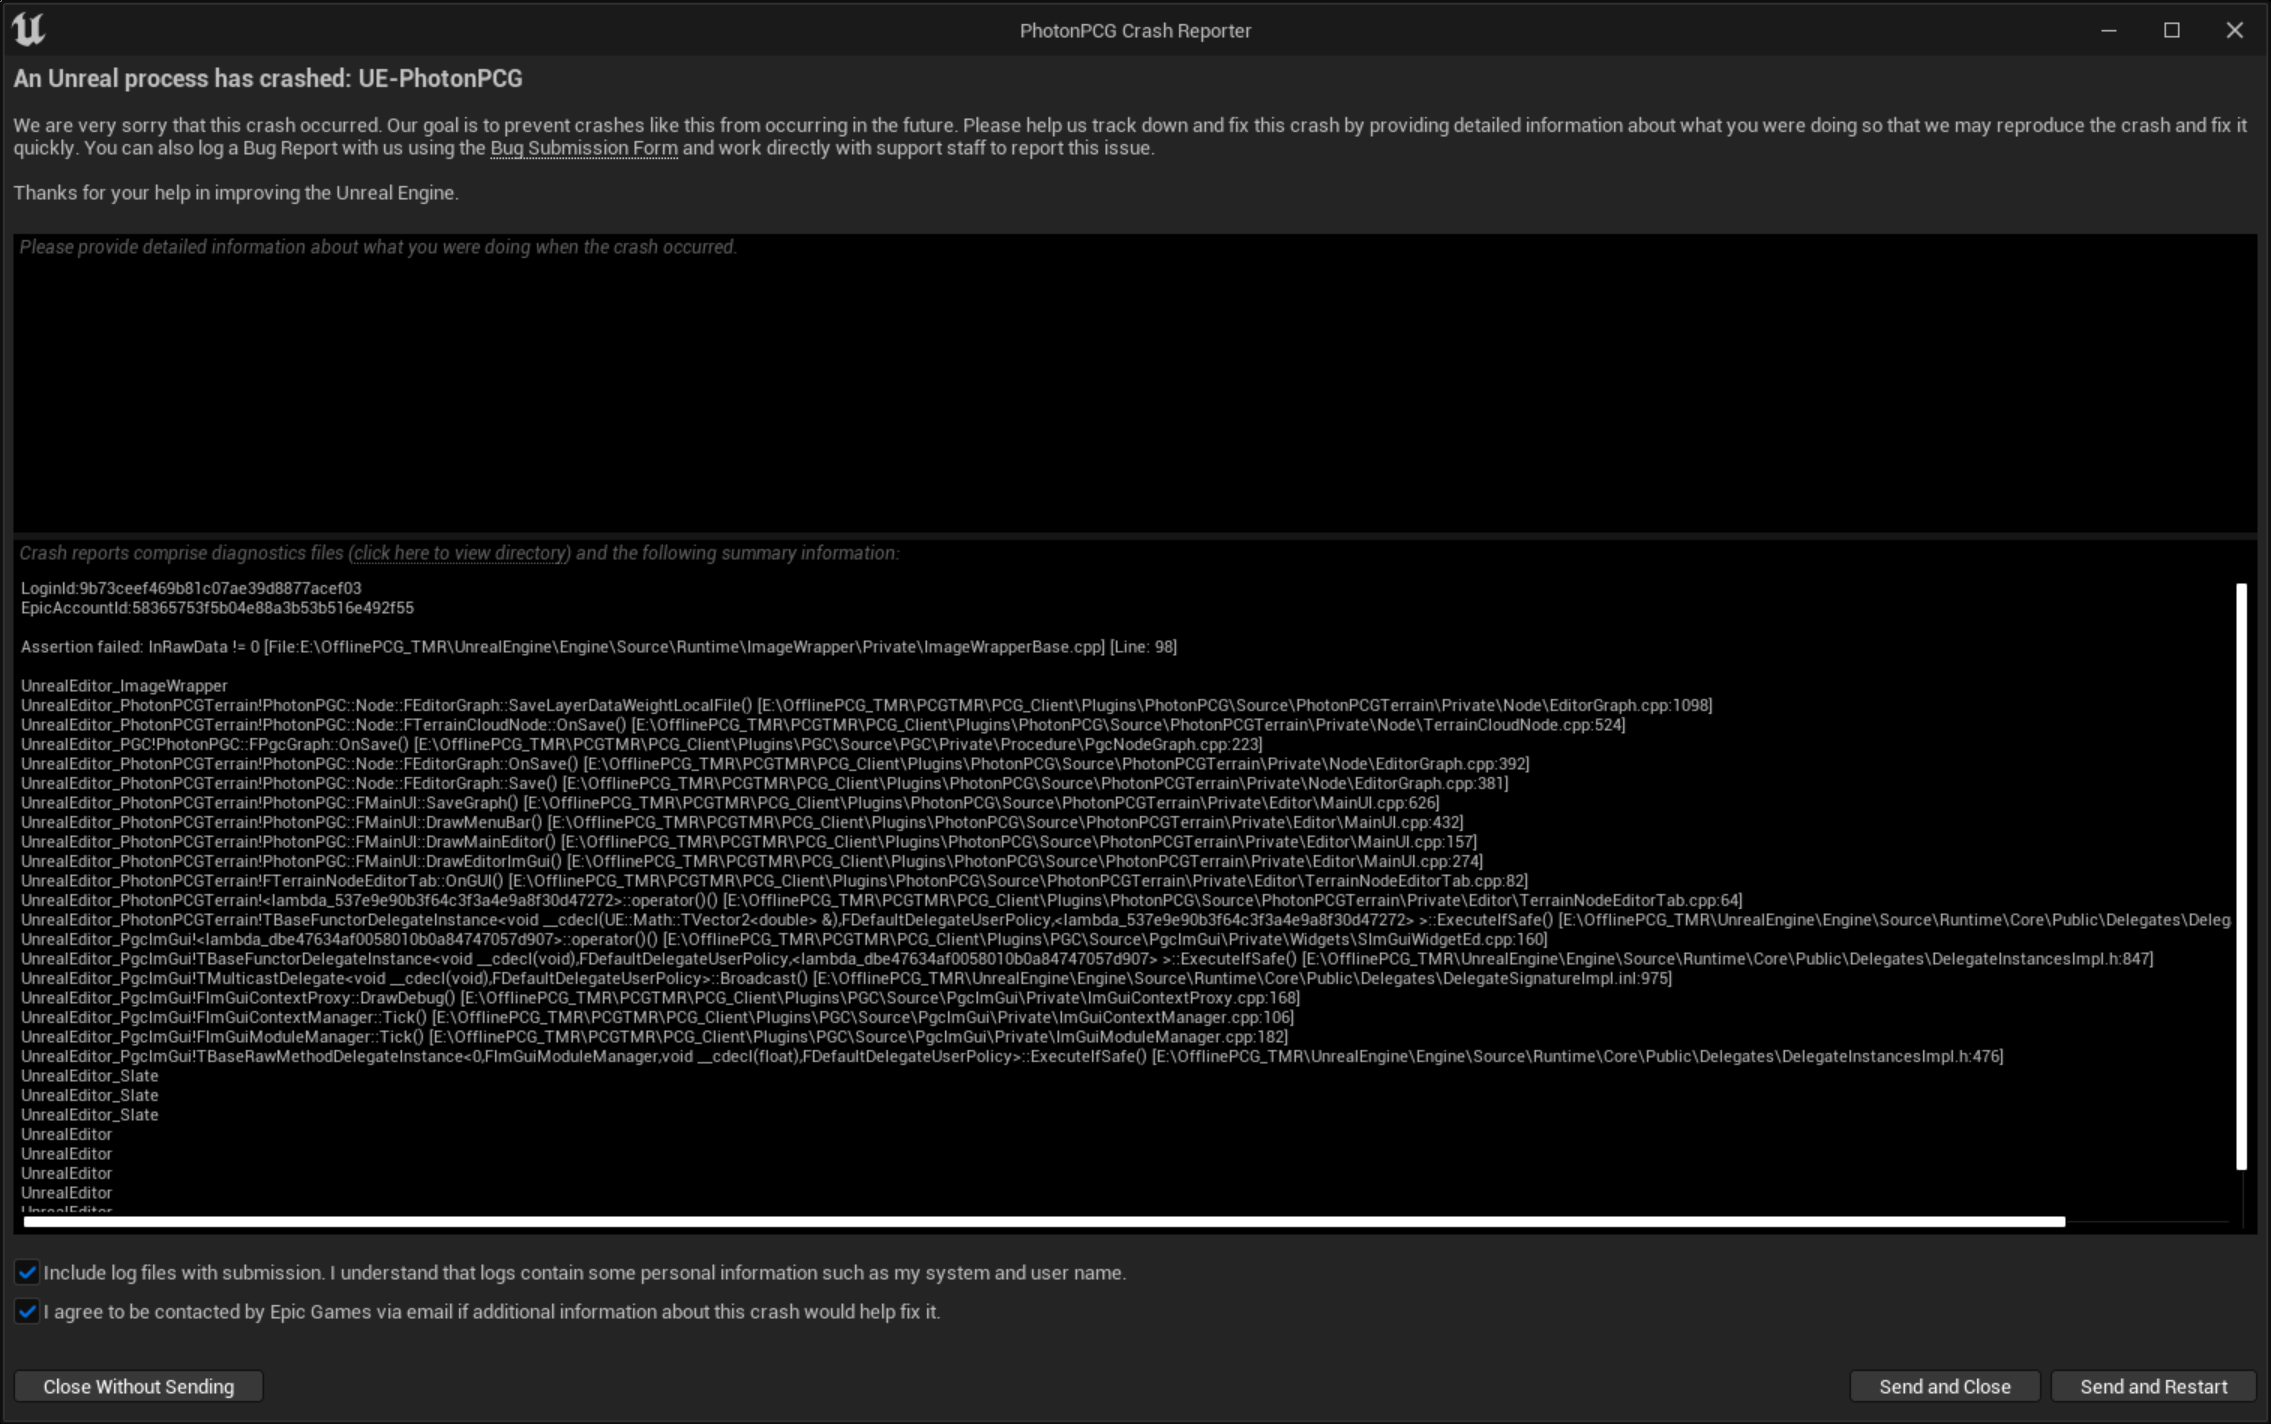 PhotonPCG Crash Reporter
An Unreal process has crashed: UE-PhotonPCG
We are very sorry that this crash occurred. Our goal is to prevent crashes like this from occurring in the future. Please help us track down and fix this crash by providing detailed information about what you were doing so that we may reproduce the crash and fix it
quickly. You can also log a Bug Report with us using the Bug Submission Form and work directly with support staff to report this issue.
Thanks for your help in improving the Unreal Engine.
Please provide detailed information about what you were doing when the crash occurred.
Crash reports comprise diagnostics files (click here to view directory) and the following summary information:
LoginId:9b73ceef469b81c07ae39d8877acef03
EpicAccountId:58365753f5b04e88a3b53b516e492f55
Assertion failed: InRawData != 0 [File:E:\OfflinePCG_TMR\UnrealEngine\Engine\Source\Runtime\ImageWrapper\Private\ImageWrapperBase.cpp] [Line: 98]
UnrealEditor_ImageWrapper
UnrealEditor_PhotonPCGTerrain!PhotonPGC::Node::FEditorGraph::SaveLayerDataWeightLocalFile() [E:\OfflinePCG_TMR\PCGTMR\PCG_Client\Plugins\PhotonPCG\Source\PhotonPCGTerrain\Private\Node\EditorGraph.cpp:1098]
UnrealEditor_PhotonPCGTerrain!PhotonPGC::Node::FTerrainCloudNode::OnSave() [E:\OfflinePCG_TMR\PCGTMR\PCG_Client\Plugins\PhotonPCG\Source\PhotonPCGTerrain\Private\Node\TerrainCloudNode.cpp:524]
UnrealEditor_PGC!PhotonPGC::FPgcGraph::OnSave() [E:\OfflinePCG_TMR\PCGTMR\PCG_Client\Plugins\PGC\Source\PGC\Private\Procedure\PgcNodeGraph.cpp:223]
UnrealEditor_PhotonPCGTerrain!PhotonPGC::Node::FEditorGraph::OnSave() [E:\OfflinePCG_TMR\PCGTMR\PCG_Client\Plugins\PhotonPCG\Source\PhotonPCGTerrain\Private\Node\EditorGraph.cpp:392]
UnrealEditor_PhotonPCGTerrain!PhotonPGC::Node::FEditorGraph::Save() [E:\OfflinePCG_TMR\PCGTMR\PCG_Client\Plugins\PhotonPCG\Source\PhotonPCGTerrain\Private\Node\EditorGraph.cpp:381]
UnrealEditor_PhotonPCGTerrain!PhotonPGC::FMainUI::SaveGraph() [E:\OfflinePCG_TMR\PCGTMR\PCG_Client\Plugins\PhotonPCG\Source\PhotonPCGTerrain\Private\Editor\MainUI.cpp:626]
UnrealEditor_PhotonPCGTerrain!PhotonPGC::FMainUI::DrawMenuBar() [E:\OfflinePCG_TMR\PCGTMR\PCG_Client\Plugins\PhotonPCG\Source\PhotonPCGTerrain\Private\Editor\MainUI.cpp:432]
UnrealEditor_PhotonPCGTerrain!PhotonPGC::FMainUI::DrawMainEditor() [E:\OfflinePCG_TMR\PCGTMR\PCG_Client\Plugins\PhotonPCG\Source\PhotonPCGTerrain\Private\Editor\MainUI.cpp:157]
UnrealEditor_PhotonPCGTerrain!PhotonPGC::FMainUI::DrawEditorImGui() [E:\OfflinePCG_TMR\PCGTMR\PCG_Client\Plugins\PhotonPCG\Source\PhotonPCGTerrain\Private\Editor\MainUI.cpp:274]
UnrealEditor_PhotonPCGTerrain!FTerrainNodeEditorTab::OnGUI() [E:\OfflinePCG_TMR\PCGTMR\PCG_Client\Plugins\PhotonPCG\Source\PhotonPCGTerrain\Private\Editor\TerrainNodeEditorTab.cpp:82]
UnrealEditor_PhotonPCGTerrain!<lambda_537e9e90b3f64c3f3a4e9a8f30d47272>::operator()() [E:\OfflinePCG_TMR\PCGTMR\PCG_Client\Plugins\PhotonPCG\Source\PhotonPCGTerrain\Private\Editor\TerrainNodeEditorTab.cpp:64]
UnrealEditor_PhotonPCGTerrain!TBaseFunctorDelegateInstance<void __cdecl(UE::Math::TVector2<double> &),FDefaultDelegateUserPolicy,<lambda_537e9e90b3f64c3f3a4e9a8f30d47272> >::ExecuteIfSafe() [E:\OfflinePCG_TMR\UnrealEngine\Engine\Source\Runtime\Core\Public\Delegates\Deleg
UnrealEditor_PgcImGui!<lambda_dbe47634af0058010b0a84747057d907>::operator()() [E:\OfflinePCG_TMR\PCGTMR\PCG_Client\Plugins\PGC\Source\PgcImGui\Private\Widgets\SImGuiWidgetEd.cpp:160]
UnrealEditor_PgcImGui!TBaseFunctorDelegateInstance<void __cdecl(void),FDefaultDelegateUserPolicy,<lambda_dbe47634af0058010b0a84747057d907> >::ExecuteIfSafe() [E:\OfflinePCG_TMR\UnrealEngine\Engine\Source\Runtime\Core\Public\Delegates\DelegateInstancesImpl.h:847]
UnrealEditor_PgcImGui!TMulticastDelegate<void __cdecl(void),FDefaultDelegateUserPolicy>::Broadcast() [E:\OfflinePCG_TMR\UnrealEngine\Engine\Source\Runtime\Core\Public\Delegates\DelegateSignatureImpl.inl:975]
UnrealEditor_PgcImGui!FImGuiContextProxy::DrawDebug() [E:\OfflinePCG_TMR\PCGTMR\PCG_Client\Plugins\PGC\Source\PgcImGui\Private\ImGuiContextProxy.cpp:168]
UnrealEditor_PgcImGui!FImGuiContextManager::Tick() [E:\OfflinePCG_TMR\PCGTMR\PCG_Client\Plugins\PGC\Source\PgcImGui\Private\ImGuiContextManager.cpp:106]
UnrealEditor_PgcImGui!FImGuiModuleManager::Tick() [E:\OfflinePCG_TMR\PCGTMR\PCG_Client\Plugins\PGC\Source\PgcImGui\Private\ImGuiModuleManager.cpp:182]
UnrealEditor_PgcImGui!TBaseRawMethodDelegateInstance<0,FImGuiModuleManager,void __cdecl(float),FDefaultDelegateUserPolicy>::ExecuteIfSafe() [E:\OfflinePCG_TMR\UnrealEngine\Engine\Source\Runtime\Core\Public\Delegates\DelegateInstancesImpl.h:476]
UnrealEditor_Slate
UnrealEditor_Slate
UnrealEditor_Slate
UnrealEditor
UnrealEditor
UnrealEditor
UnrealEditor
UnrealEditor
Include log files with submission. I understand that logs contain some personal information such as my system and user name.
I agree to be contacted by Epic Games via email if additional information about this crash would help fix it.
Close Without Sending
Send and Close
Send and Restart